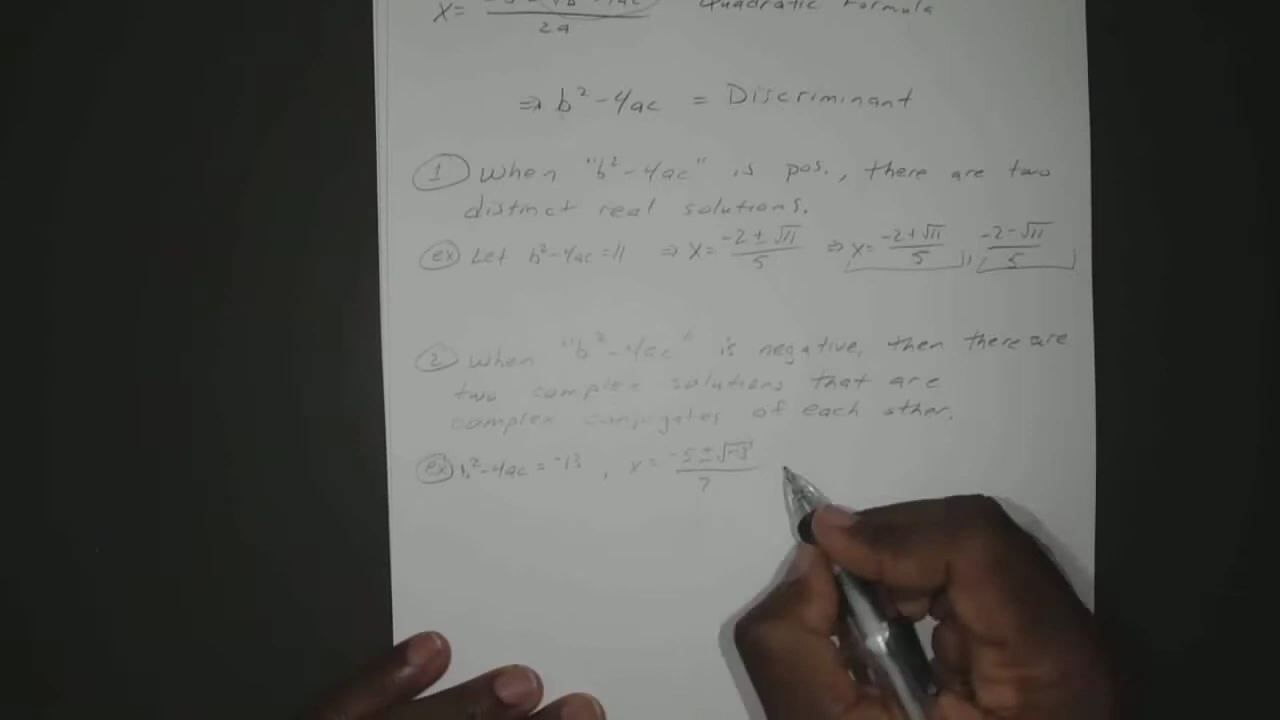 x= 2a Quadratic Formula
⇒ b² - 4ac = Discriminant
① When "b² - 4ac" is pos., there are two
distinct real solutions.
ex Let b² - 4ac = 11 ⇒ x = (-2 ± √11)/5 ⇒ x = (-2 + √11)/5, (-2 - √11)/5
② When "b² - 4ac" is negative, then there are
two complex solutions that are
complex conjugates of each other.
ex b² - 4ac = -13, x = (-5 ± √-13)/7